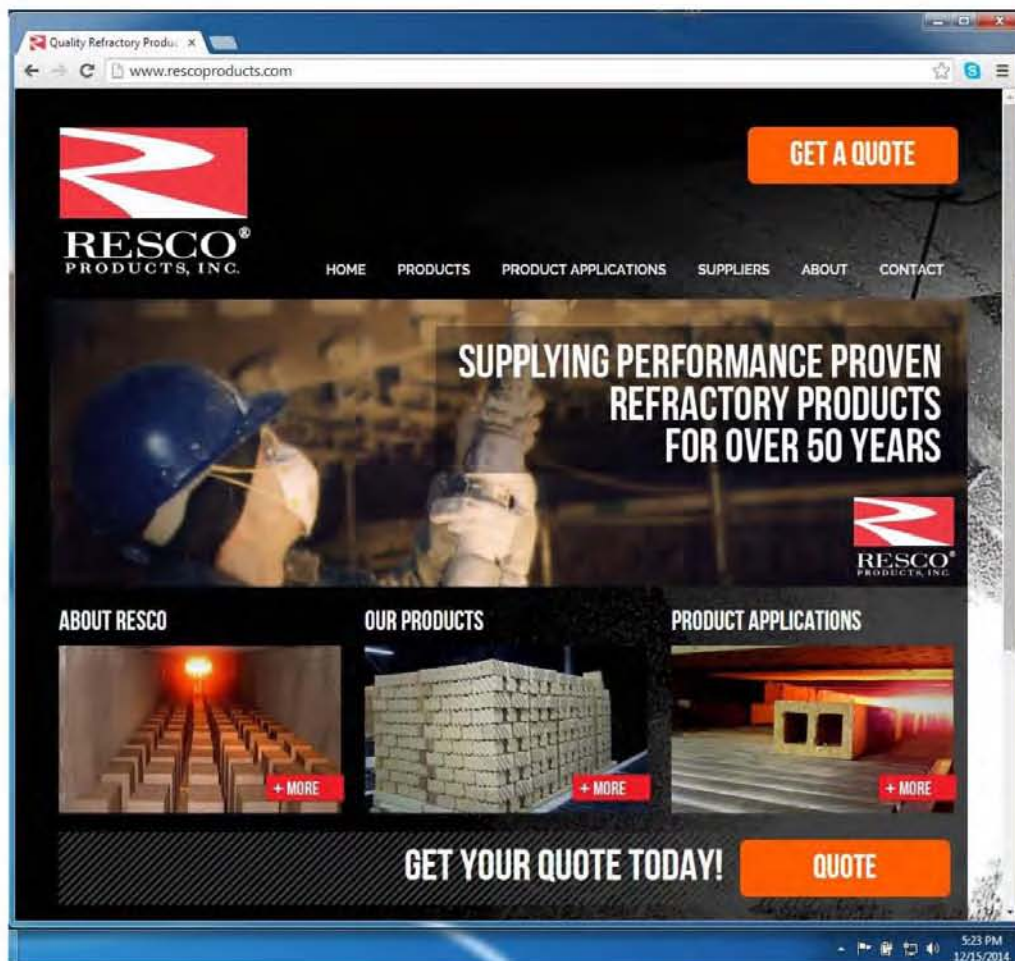 Quality Refractory Produ
www.rescoproducts.com
GET A QUOTE
RESCO®
PRODUCTS, INC.
HOME PRODUCTS PRODUCT APPLICATIONS SUPPLIERS ABOUT CONTACT
SUPPLYING PERFORMANCE PROVEN
REFRACTORY PRODUCTS
FOR OVER 50 YEARS
RESCO®
PRODUCTS, INC.
ABOUT RESCO OUR PRODUCTS PRODUCT APPLICATIONS
+ MORE + MORE + MORE
GET YOUR QUOTE TODAY! QUOTE
5:23 PM
12/15/2014